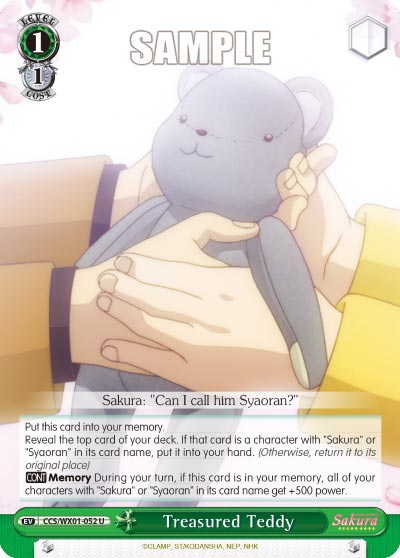 LEVEL
1
1
COST
SAMPLE
Sakura: "Can I call him Syaoran?"
Put this card into your memory.
Reveal the top card of your deck. If that card is a character with "Sakura" or
"Syaoran" in its card name, put it into your hand. (Otherwise, return it to its
original place)
CONT Memory During your turn, if this card is in your memory, all of your
characters with "Sakura" or "Syaoran" in its card name get +500 power.
EV CCS/WX01-052 U Treasured Teddy Sakura
©CLAMP, ST/KODANSHA, NEP, NHK